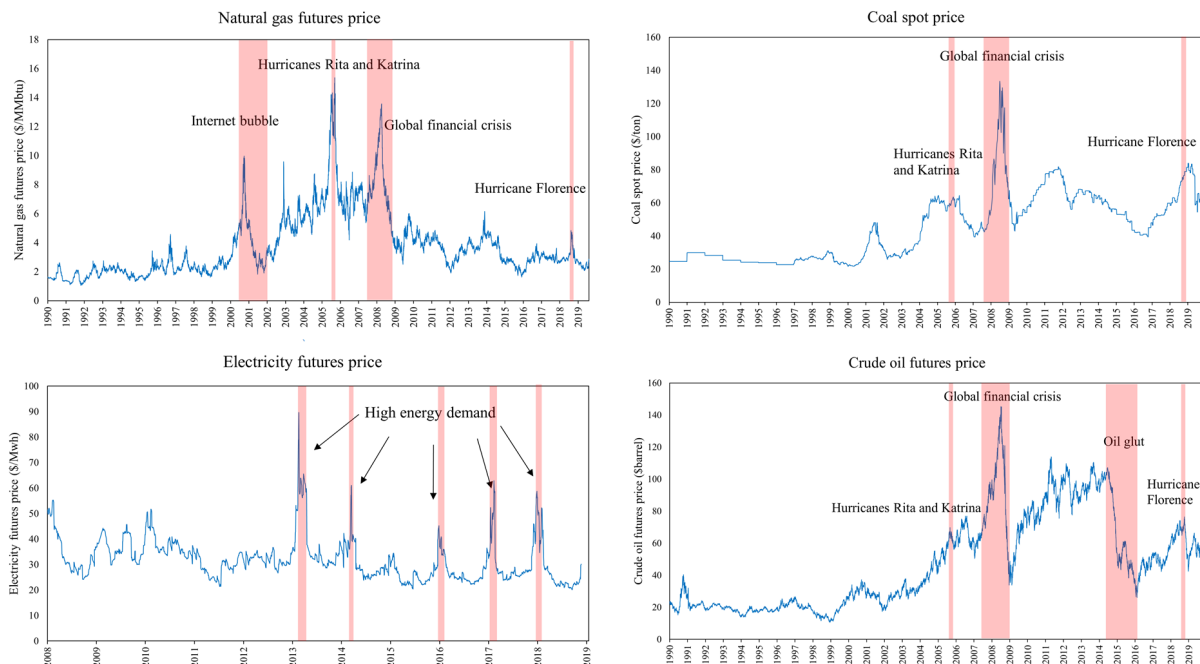 Natural gas futures price
Natural gas futures price ($/MMbtu)
18
16
14
12
10
8
6
4
2
0
Internet bubble
Hurricanes Rita and Katrina
Global financial crisis
Hurricane Florence
1990 1991 1992 1993 1994 1995 1996 1997 1998 1999 2000 2001 2002 2003 2004 2005 2006 2007 2008 2009 2010 2011 2012 2013 2014 2015 2016 2017 2018 2019
Coal spot price
Coal spot price ($/ton)
160
140
120
100
80
60
40
20
0
Global financial crisis
Hurricanes Rita
and Katrina
Hurricane Florence
1990 1991 1992 1993 1994 1995 1996 1997 1998 1999 2000 2001 2002 2003 2004 2005 2006 2007 2008 2009 2010 2011 2012 2013 2014 2015 2016 2017 2018 2019
Electricity futures price
Electricity futures price ($/Mwh)
100
90
80
70
60
50
40
30
20
10
0
High energy demand
2008 2009 2010 2011 2012 2013 2014 2015 2016 2017 2018 2019
Crude oil futures price
Crude oil futures price ($barrel)
160
140
120
100
80
60
40
20
0
Global financial crisis
Oil glut
Hurricanes Rita and Katrina
Hurricane
Florence
1990 1991 1992 1993 1994 1995 1996 1997 1998 1999 2000 2001 2002 2003 2004 2005 2006 2007 2008 2009 2010 2011 2012 2013 2014 2015 2016 2017 2018 2019